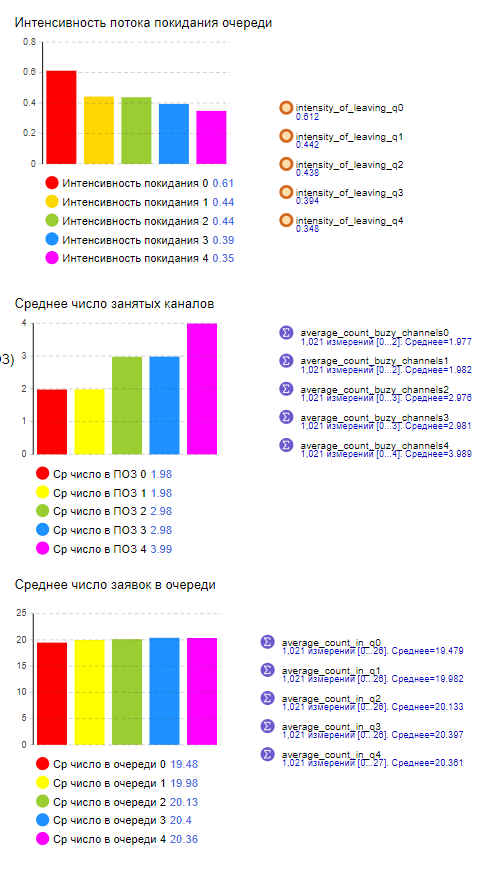 Интенсивность потока покидания очереди
0.8
0.6
0.4
0.2
0
Интенсивность покидания 0 0.61
Интенсивность покидания 1 0.44
Интенсивность покидания 2 0.44
Интенсивность покидания 3 0.39
Интенсивность покидания 4 0.35
intensity_of_leaving_q0
0.612
intensity_of_leaving_q1
0.442
intensity_of_leaving_q2
0.438
intensity_of_leaving_q3
0.394
intensity_of_leaving_q4
0.348
Среднее число занятых каналов
ОЗ)
4
3
2
1
0
Ср число в ПОЗ 0 1.98
Ср число в ПОЗ 1 1.98
Ср число в ПОЗ 2 2.98
Ср число в ПОЗ 3 2.98
Ср число в ПОЗ 4 3.99
average_count_buzy_channels0
1,021 измерений [0...2]. Среднее=1.977
average_count_buzy_channels1
1,021 измерений [0...2]. Среднее=1.982
average_count_buzy_channels2
1,021 измерений [0...3]. Среднее=2.976
average_count_buzy_channels3
1,021 измерений [0...3]. Среднее=2.981
average_count_buzy_channels4
1,021 измерений [0...4]. Среднее=3.989
Среднее число заявок в очереди
25
20
15
10
5
0
Ср число в очереди 0 19.48
Ср число в очереди 1 19.98
Ср число в очереди 2 20.13
Ср число в очереди 3 20.4
Ср число в очереди 4 20.36
average_count_in_q0
1,021 измерений [0...26]. Среднее=19.479
average_count_in_q1
1,021 измерений [0...26]. Среднее=19.982
average_count_in_q2
1,021 измерений [0...26]. Среднее=20.133
average_count_in_q3
1,021 измерений [0...26]. Среднее=20.397
average_count_in_q4
1,021 измерений [0...27]. Среднее=20.361